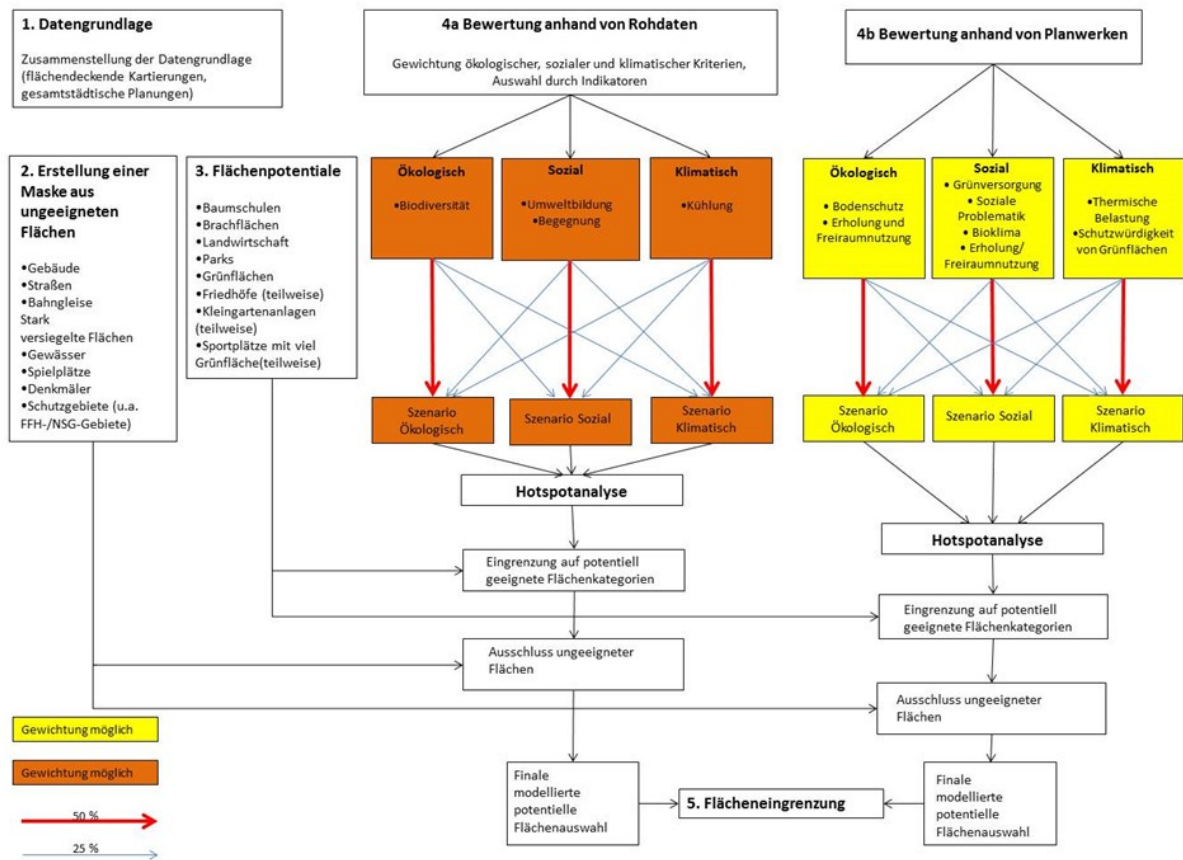 1. Datengrundlage
Zusammenstellung der Datengrundlage
(flächendeckende Kartierungen,
gesamtstädtische Planungen)
4a Bewertung anhand von Rohdaten
Gewichtung ökologischer, sozialer und klimatischer Kriterien,
Auswahl durch Indikatoren
4b Bewertung anhand von Planwerken
2. Erstellung einer
Maske aus
ungeeigneten
Flächen
•Gebäude
•Straßen
•Bahngleise
Stark
versiegelte Flächen
•Gewässer
•Spielplätze
•Denkmäler
•Schutzgebiete (u.a.
FFH-/NSG-Gebiete)
3. Flächenpotentiale
•Baumschulen
•Brachflächen
•Landwirtschaft
•Parks
•Grünflächen
•Friedhöfe (teilweise)
•Kleingartenanlagen
(teilweise)
•Sportplätze mit viel
Grünfläche(teilweise)
Ökologisch
•Biodiversität
Sozial
•Umweltbildung
•Begegnung
Klimatisch
•Kühlung
Ökologisch
• Bodenschutz
• Erholung und
Freiraumnutzung
Sozial
• Grünversorgung
• Soziale
Problematik
• Bioklima
• Erholung/
Freiraumnutzung
Klimatisch
•Thermische
Belastung
•Schutzwürdigkeit
von Grünflächen
Szenario
Ökologisch
Szenario Sozial
Szenario
Klimatisch
Szenario
Ökologisch
Szenario Sozial
Szenario
Klimatisch
Hotspotanalyse
Hotspotanalyse
Eingrenzung auf potentiell
geeignete Flächenkategorien
Eingrenzung auf potentiell
geeignete Flächenkategorien
Ausschluss ungeeigneter
Flächen
Ausschluss ungeeigneter
Flächen
Gewichtung möglich
Gewichtung möglich
50 %
25 %
Finale
modellierte
potentielle
Flächenauswahl
5. Flächeneingrenzung
Finale
modellierte
potentielle
Flächenauswahl